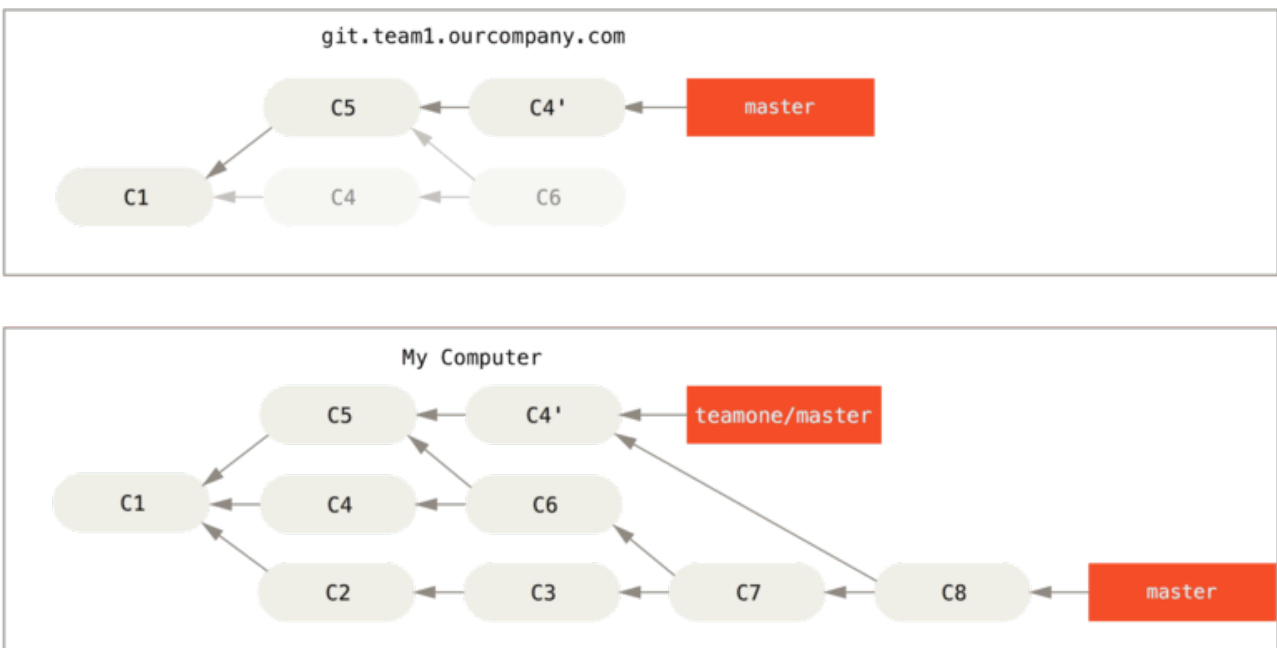 git.team1.ourcompany.com
C5 C4' master
C1 C4 C6
My Computer
C5 C4' teamone/master
C1 C4 C6
C2 C3 C7 C8 master